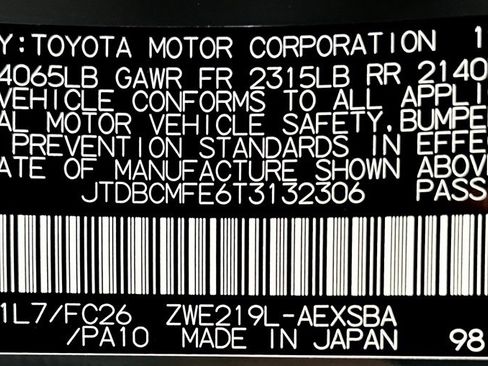 Y:TOYOTA MOTOR CORPORATION 1
4065LB GAWR FR 2315LB RR 2140
VEHICLE CONFORMS TO ALL APPLI
AL MOTOR VEHICLE SAFETY, BUMPE
PREVENTION STANDARDS IN EFFE
ATE OF MANUFACTURE SHOWN ABOV
JTDBCMFE6T3132306 PASS
1L7/FC26 ZWE219L-AEXSBA
/PA10 MADE IN JAPAN 98